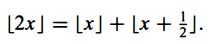 ⌊2x⌋ = ⌊x⌋ + ⌊x + 1/2⌋.